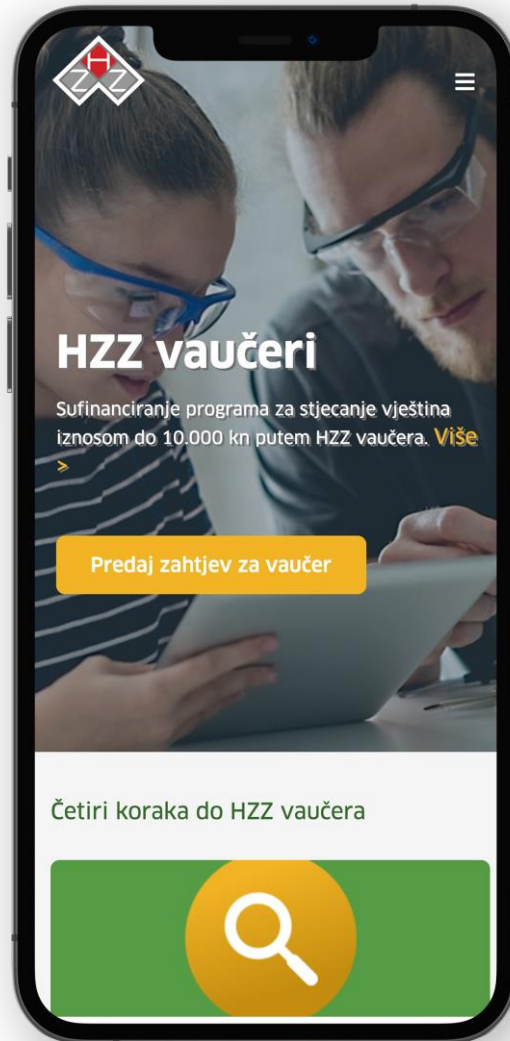 H
Z Z
HZZ vaučeri
Sufinanciranje programa za stjecanje vještina
iznosom do 10.000 kn putem HZZ vaučera. Više
>
Predaj zahtjev za vaučer
Četiri koraka do HZZ vaučera